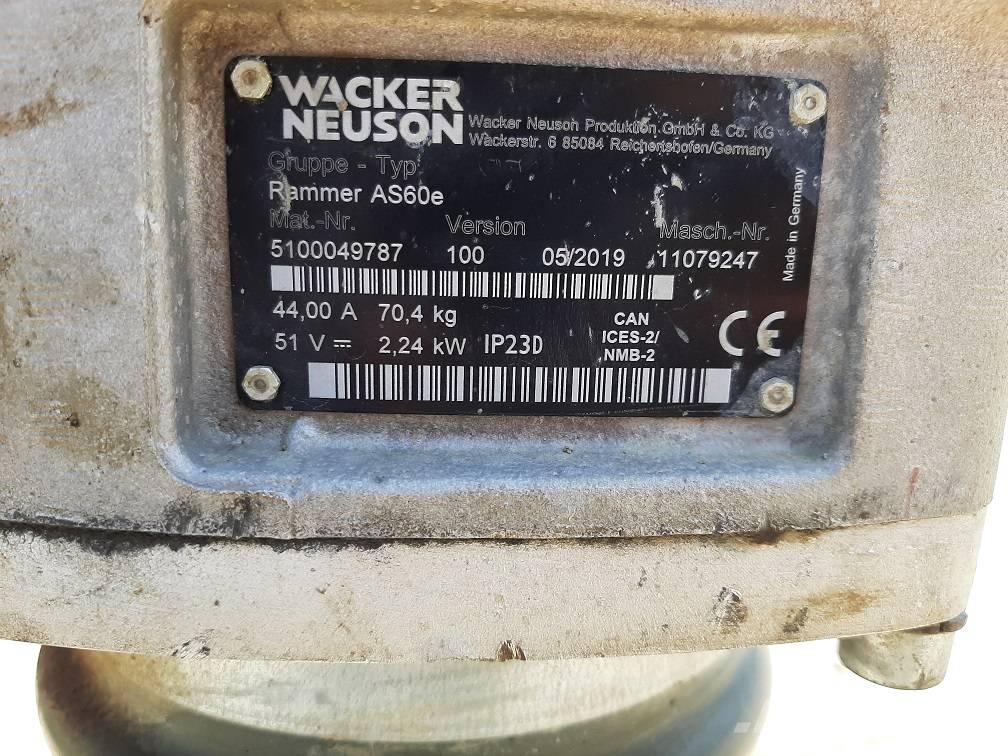 WACKER
NEUSON
Wacker Neuson Produktion GmbH & Co. KG
Wackerstr. 6 85084 Reichertshofen/Germany
Gruppe - Typ
Rammer AS60e
Mat.-Nr. Version Masch.-Nr.
5100049787 100 05/2019 11079247
44,00 A 70,4 kg
51 V ⎓ 2,24 kW IP23D
CAN
ICES-2/
NMB-2
CE
Made in Germany